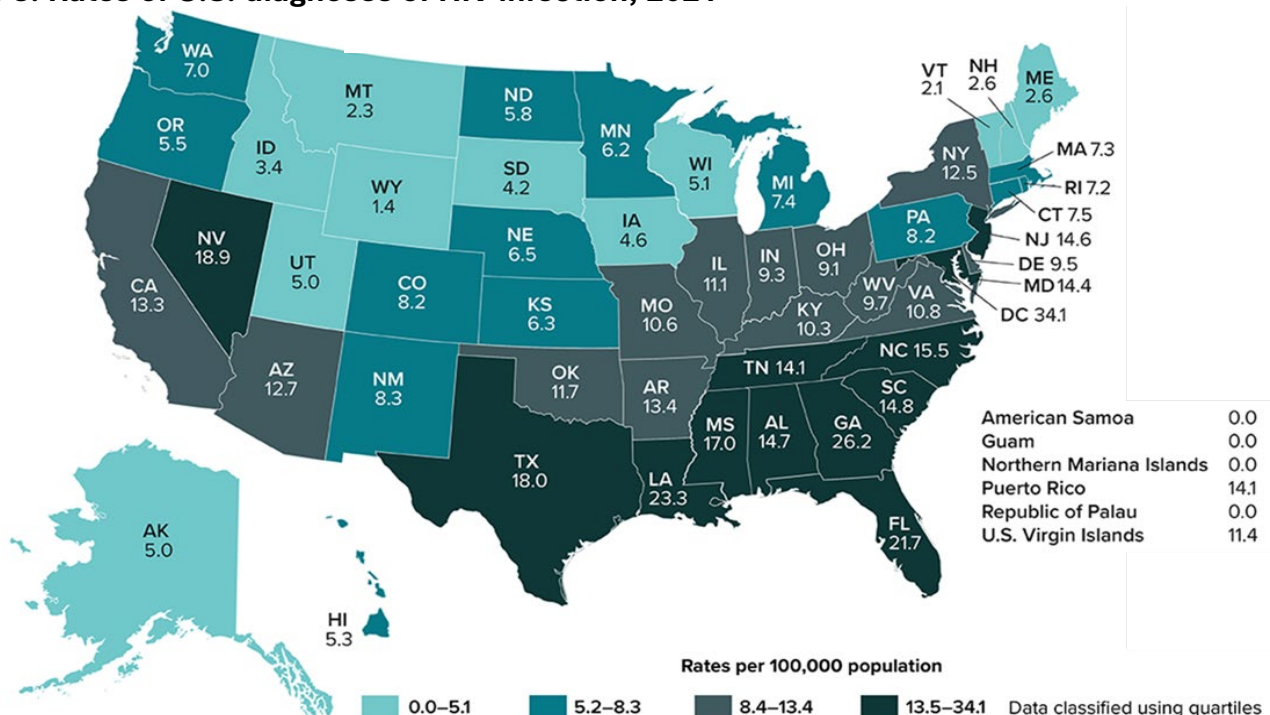 WA
7.0
OR
5.5
ID
3.4
MT
2.3
WY
1.4
ND
5.8
SD
4.2
MN
6.2
WI
5.1
MI
7.4
IA
4.6
NE
6.5
NV
18.9
UT
5.0
CO
8.2
KS
6.3
CA
13.3
AZ
12.7
NM
8.3
MO
10.6
IL
11.1
IN
9.3
OH
9.1
KY
10.3
WV
9.7
VA
10.8
PA
8.2
NY
12.5
VT
2.1
NH
2.6
ME
2.6
MA 7.3
RI 7.2
CT 7.5
NJ 14.6
DE 9.5
MD 14.4
DC 34.1
OK
11.7
AR
13.4
TN 14.1
NC 15.5
SC
14.8
MS
17.0
AL
14.7
GA
26.2
TX
18.0
LA
23.3
FL
21.7
AK
5.0
HI
5.3
American Samoa 0.0
Guam 0.0
Northern Mariana Islands 0.0
Puerto Rico 14.1
Republic of Palau 0.0
U.S. Virgin Islands 11.4
Rates per 100,000 population
0.0–5.1 5.2–8.3 8.4–13.4 13.5–34.1 Data classified using quartiles